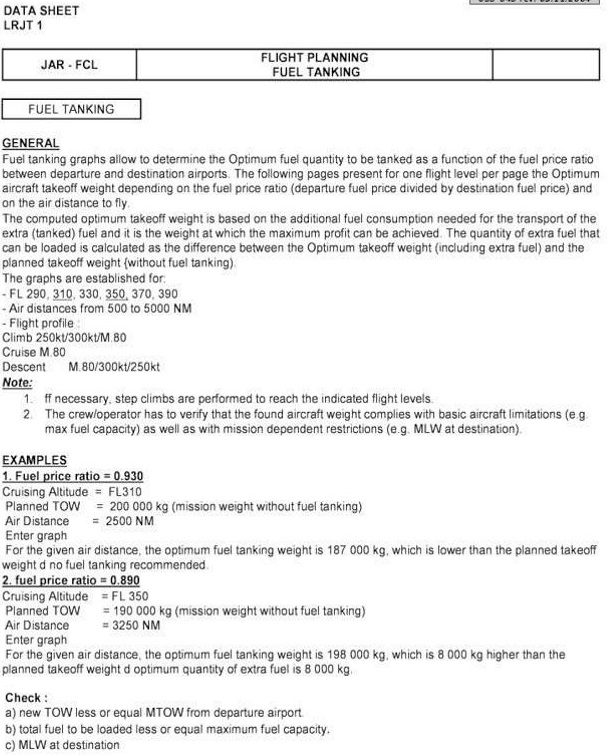 DATA SHEET
LRJT 1
JAR - FCL
FLIGHT PLANNING
FUEL TANKING
FUEL TANKING
GENERAL
Fuel tanking graphs allow to determine the Optimum fuel quantity to be tanked as a function of the fuel price ratio
between departure and destination airports. The following pages present for one flight level per page the Optimum
aircraft takeoff weight depending on the fuel price ratio (departure fuel price divided by destination fuel price) and
on the air distance to fly.
The computed optimum takeoff weight is based on the additional fuel consumption needed for the transport of the
extra (tanked) fuel and it is the weight at which the maximum profit can be achieved. The quantity of extra fuel that
can be loaded is calculated as the difference between the Optimum takeoff weight (including extra fuel) and the
planned takeoff weight (without fuel tanking).
The graphs are established for:
- FL 290, 310, 330, 350, 370, 390
- Air distances from 500 to 5000 NM
- Flight profile :
Climb 250kt/300kt/M.80
Cruise M.80
Descent M.80/300kt/250kt
Note:
1. ff necessary, step climbs are performed to reach the indicated flight levels.
2. The crew/operator has to verify that the found aircraft weight complies with basic aircraft limitations (e.g.
max fuel capacity) as well as with mission dependent restrictions (e.g. MLW at destination).
EXAMPLES
1. Fuel price ratio = 0.930
Cruising Altitude = FL310
Planned TOW = 200 000 kg (mission weight without fuel tanking)
Air Distance = 2500 NM
Enter graph
For the given air distance, the optimum fuel tanking weight is 187 000 kg, which is lower than the planned takeoff
weight d no fuel tanking recommended.
2. fuel price ratio = 0.890
Cruising Altitude = FL 350
Planned TOW = 190 000 kg (mission weight without fuel tanking)
Air Distance = 3250 NM
Enter graph
For the given air distance, the optimum fuel tanking weight is 198 000 kg, which is 8 000 kg higher than the
planned takeoff weight d optimum quantity of extra fuel is 8 000 kg.
Check :
a) new TOW less or equal MTOW from departure airport.
b) total fuel to be loaded less or equal maximum fuel capacity.
c) MLW at destination